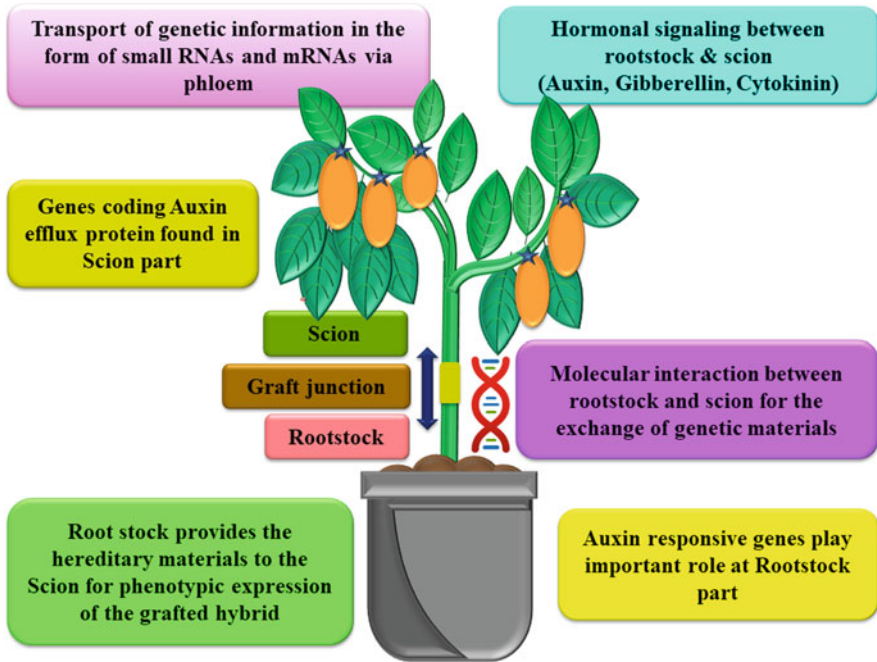 Transport of genetic information in the
form of small RNAs and mRNAs via
phloem
Hormonal signaling between
rootstock & scion
(Auxin, Gibberellin, Cytokinin)
Genes coding Auxin
efflux protein found in
Scion part
Scion
Graft junction
Rootstock
Molecular interaction between
rootstock and scion for the
exchange of genetic materials
Root stock provides the
hereditary materials to the
Scion for phenotypic expression
of the grafted hybrid
Auxin responsive genes play
important role at Rootstock
part